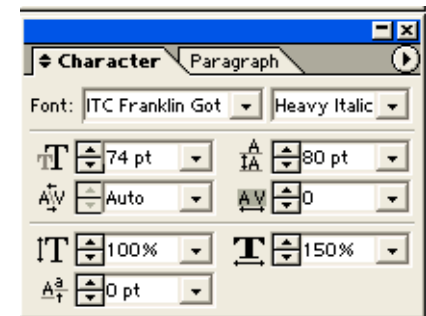 Character Paragraph
Font: ITC Franklin Got Heavy Italic
74 pt 80 pt
Auto 0
100% 150%
0 pt